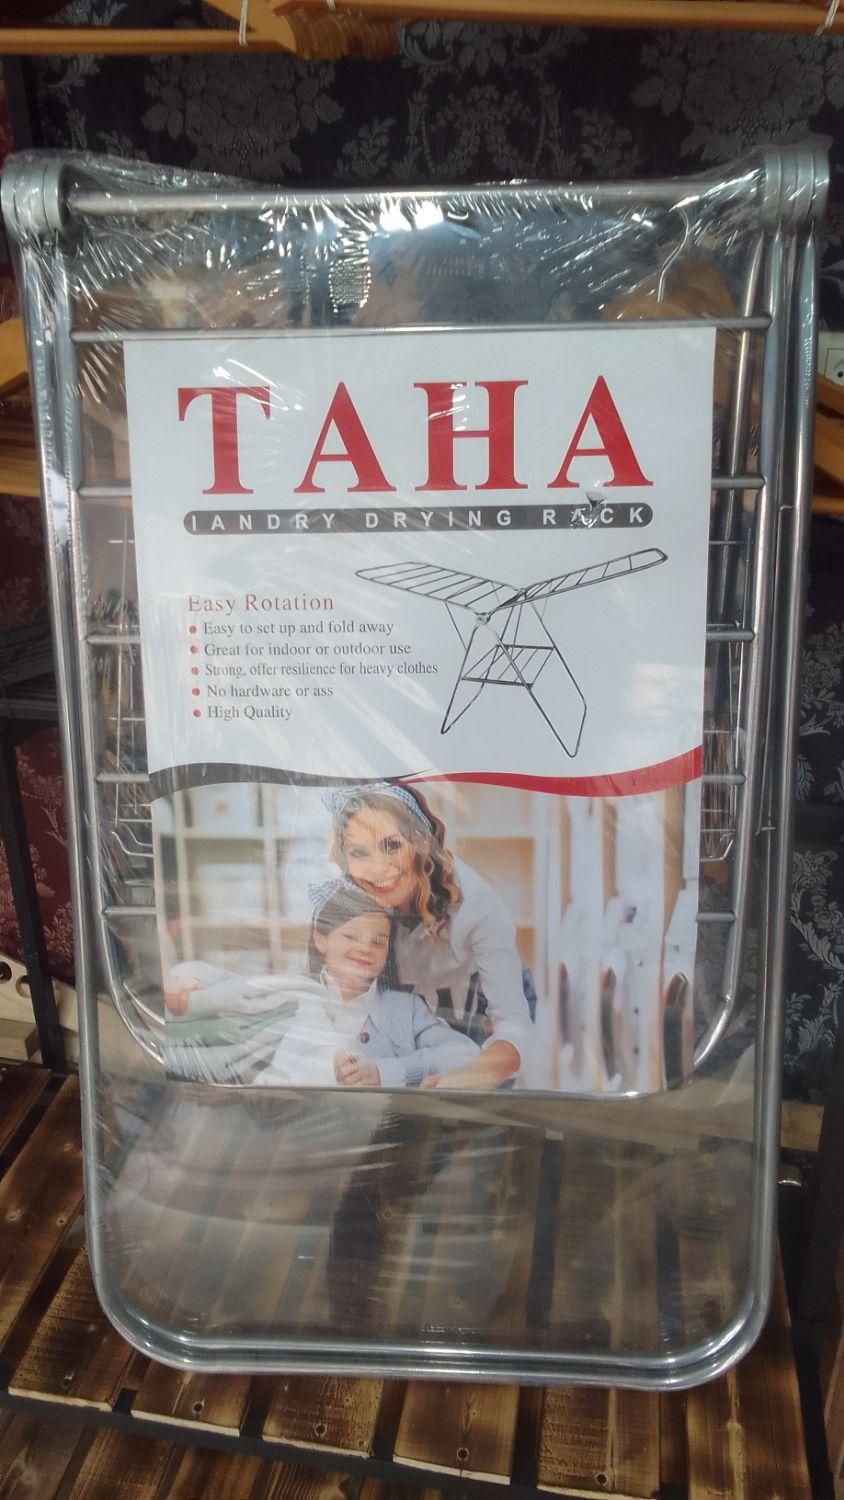 TAHA
IANDRY DRYING RACK
Easy Rotation
• Easy to set up and fold away
• Great for indoor or outdoor use
• Strong, offer resilience for heavy clothes
• No hardware or ass
• High Quality